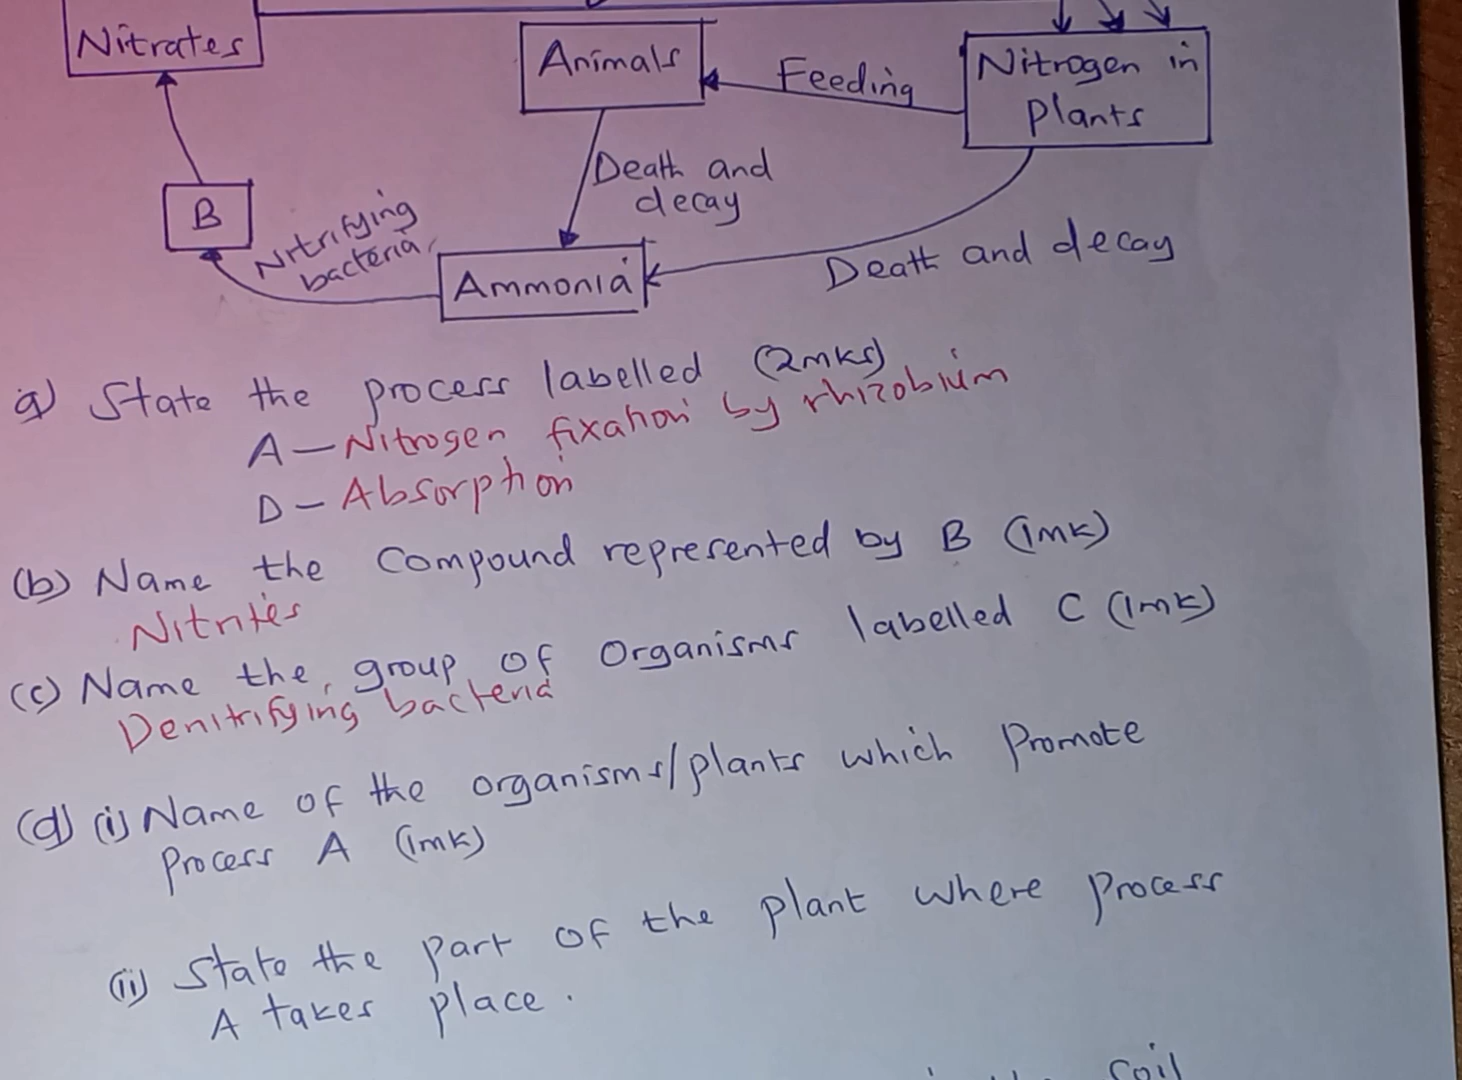 Nitrates
Animals
Feeding
Nitrogen in
plants
Death and
decay
B
Nitrifying
bacteria
Ammonia
Death and decay
a) State the process labelled (2mks)
A – Nitrogen fixation by rhizobium
D – Absorption
(b) Name the compound represented by B (1mk)
Nitrites
(c) Name the group of organisms labelled C (1mk)
Denitrifying bacteria
(d) (i) Name of the organisms/plants which promote
process A (1mk)
(ii) State the part of the plant where process
A takes place.
soil